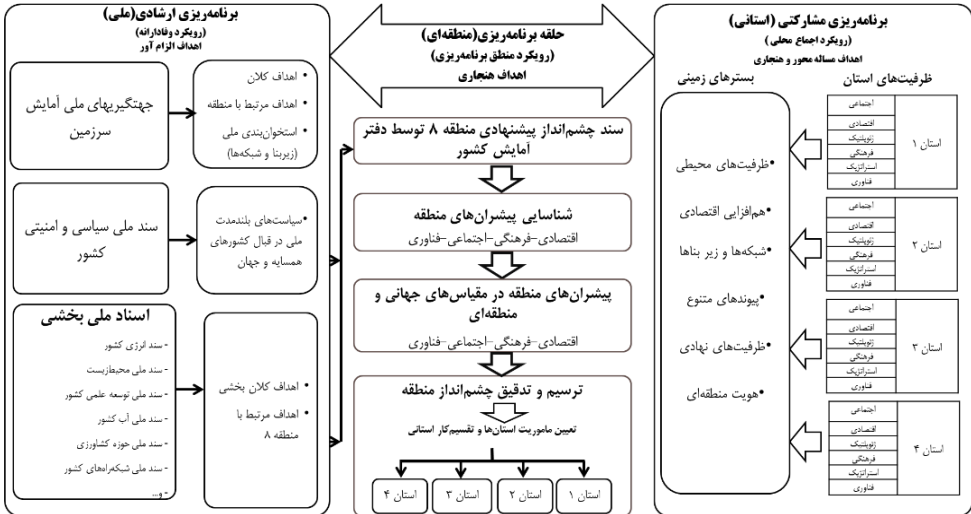 برنامه‌ریزی مشارکتی (استانی)
(رویکرد اجماع محلی)
اهداف مساله محور و هنجاری
ظرفیت‌های استان
بسترهای زمینی
استان ۱
اجتماعی
اقتصادی
ژئوپلتیک
فرهنگی
استراتژیک
فناوری
استان ۲
اجتماعی
اقتصادی
ژئوپلتیک
فرهنگی
استراتژیک
فناوری
استان ۳
اجتماعی
اقتصادی
ژئوپلتیک
فرهنگی
استراتژیک
فناوری
استان ۴
اجتماعی
اقتصادی
ژئوپلتیک
فرهنگی
استراتژیک
فناوری
•ظرفیت‌های محیطی
•هم‌افزایی اقتصادی
•شبکه‌ها و زیر بناها
•پیوندهای متنوع
•ظرفیت‌های نهادی
•هویت منطقه‌ای
حلقه برنامه‌ریزی(منطقه‌ای)
(رویکرد منطق برنامه‌ریزی)
اهداف هنجاری
سند چشم‌انداز پیشنهادی منطقه ۸ توسط دفتر
آمایش کشور
شناسایی پیشران‌های منطقه
اقتصادی-فرهنگی-اجتماعی-فناوری
پیشران‌های منطقه در مقیاس‌های جهانی و
منطقه‌ای
اقتصادی-فرهنگی-اجتماعی-فناوری
ترسیم و تدقیق چشم‌انداز منطقه
تعیین ماموریت استان‌ها و تقسیم‌کار استانی
استان ۱
استان ۲
استان ۳
استان ۴
برنامه‌ریزی ارشادی(ملی)
(رویکرد وفادارانه)
اهداف الزام آور
جهتگیریهای ملی آمایش
سرزمین
• اهداف کلان
• اهداف مرتبط با منطقه
• استخوان‌بندی ملی
(زیربنا و شبکه‌ها)
سند ملی سیاسی و امنیتی
کشور
•سیاست‌های بلندمدت
ملی در قبال کشورهای
همسایه و جهان
اسناد ملی بخشی
- سند انرژی کشور
-سند ملی محیط‌زیست
-سند ملی توسعه علمی کشور
-سند ملی آب کشور
-سند ملی حوزه کشاورزی
-سند ملی شبکه‌راه‌های کشور
- و...
• اهداف کلان بخشی
• اهداف مرتبط با
منطقه ۸